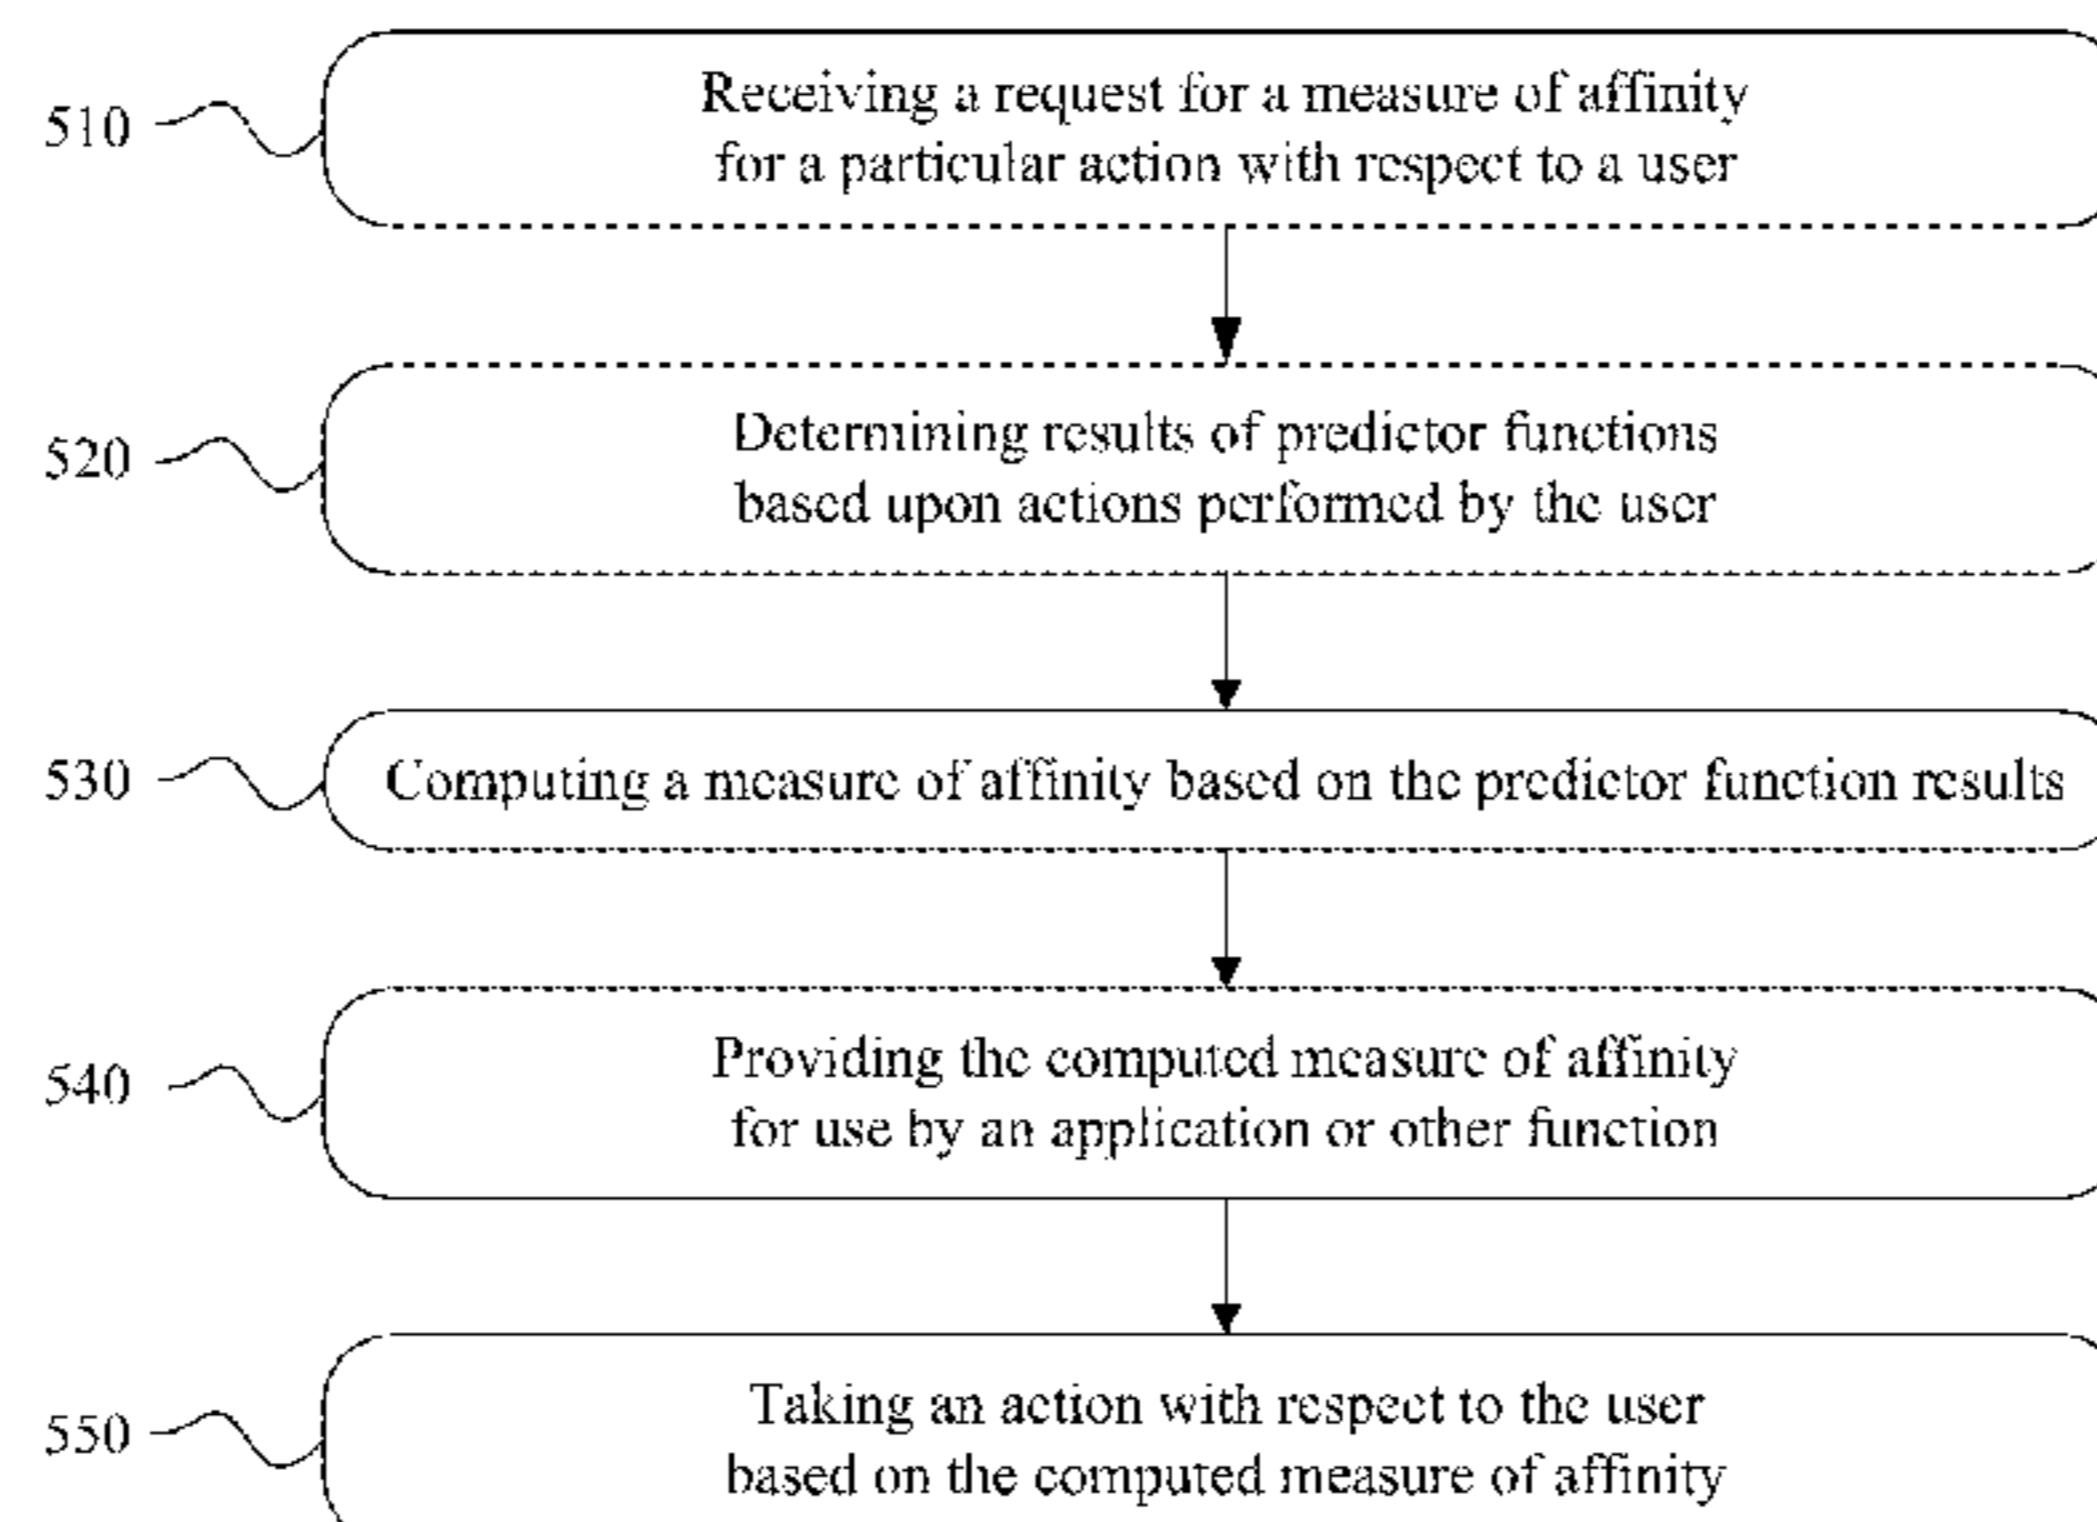 510
Receiving a request for a measure of affinity
for a particular action with respect to a user
520
Determining results of predictor functions
based upon actions performed by the user
530
Computing a measure of affinity based on the predictor function results
540
Providing the computed measure of affinity
for use by an application or other function
550
Taking an action with respect to the user
based on the computed measure of affinity